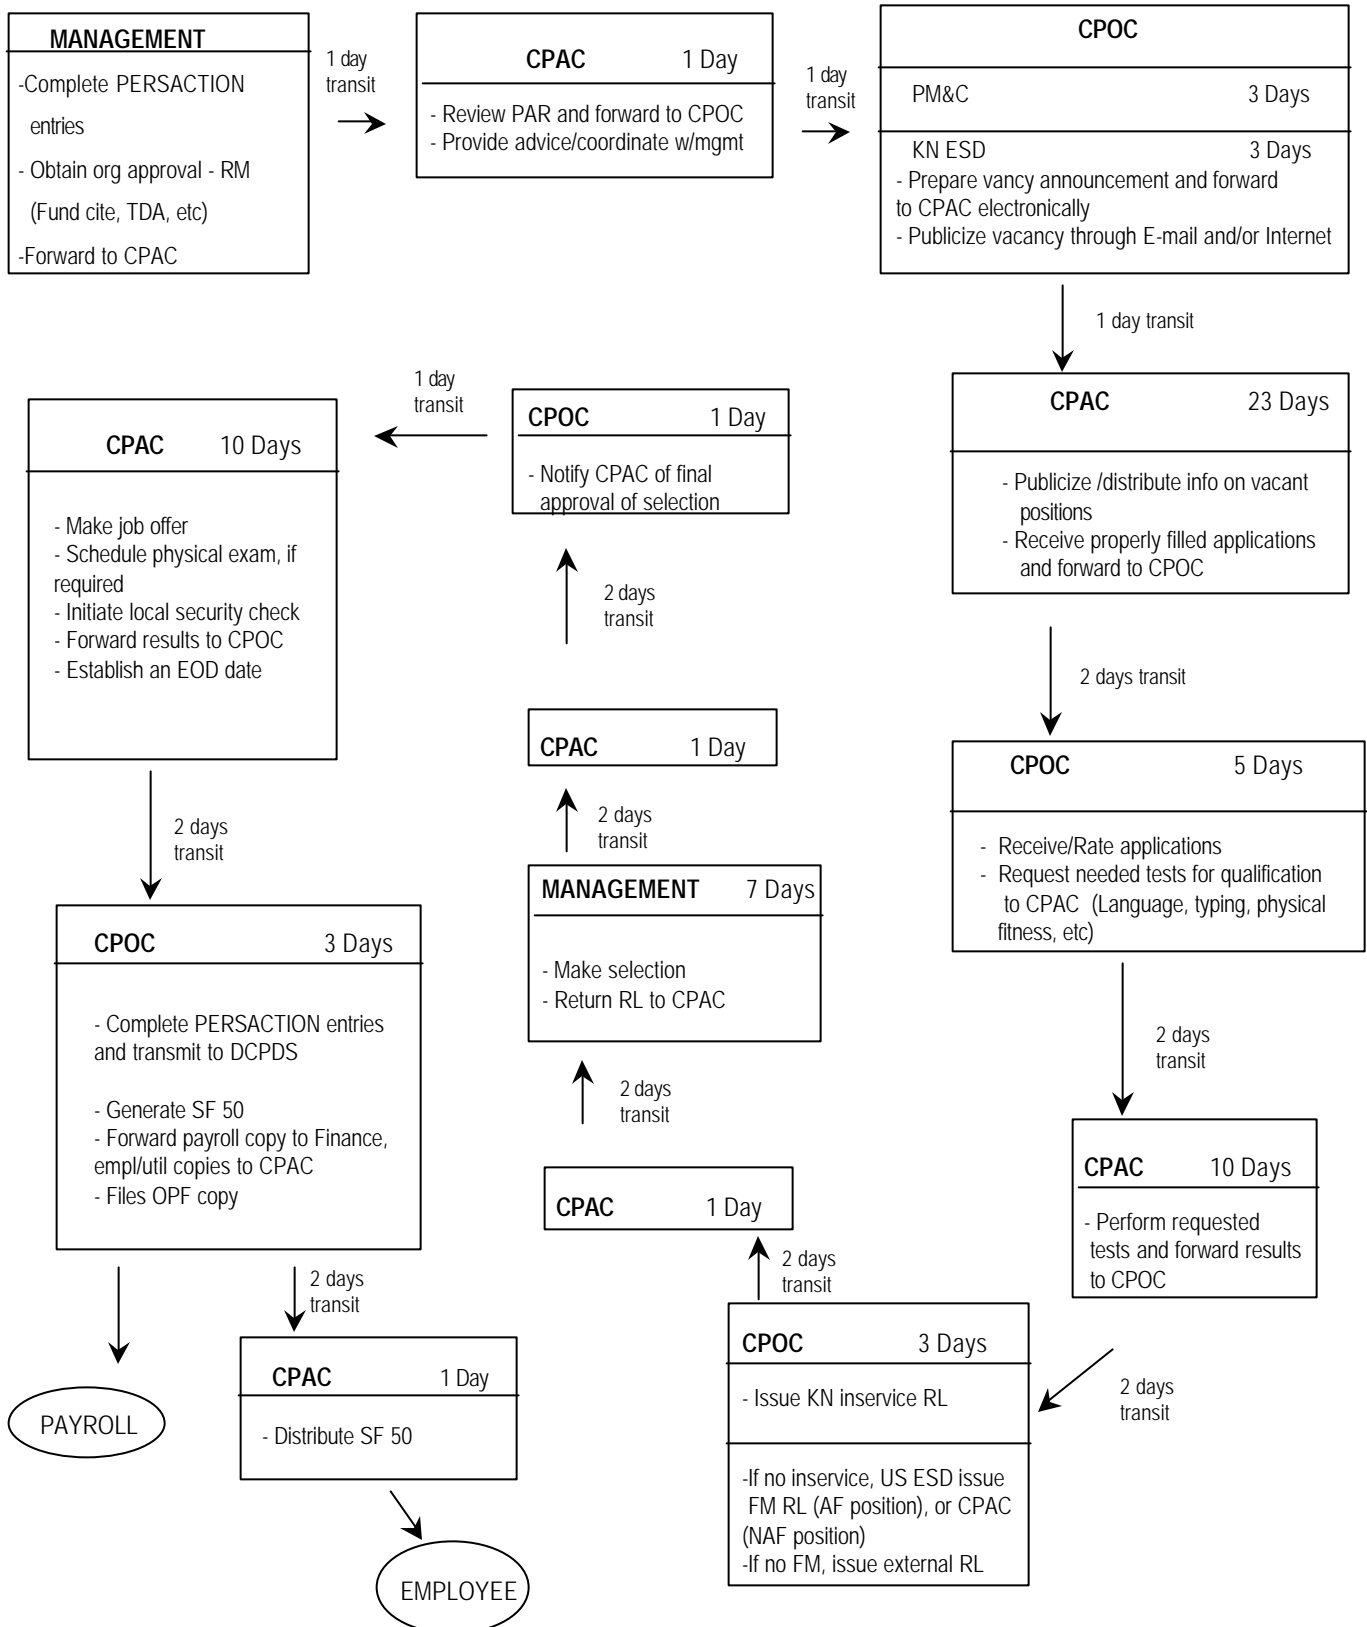 MANAGEMENT
-Complete PERSACTION
entries
- Obtain org approval - RM
(Fund cite, TDA, etc)
-Forward to CPAC
1 day
transit
CPAC 1 Day
- Review PAR and forward to CPOC
- Provide advice/coordinate w/mgmt
1 day
transit
CPOC
PM&C 3 Days
KN ESD 3 Days
- Prepare vancy announcement and forward
to CPAC electronically
- Publicize vacancy through E-mail and/or Internet
1 day transit
CPAC 23 Days
- Publicize /distribute info on vacant
positions
- Receive properly filled applications
and forward to CPOC
2 days transit
CPOC 5 Days
- Receive/Rate applications
- Request needed tests for qualification
to CPAC (Language, typing, physical
fitness, etc)
2 days
transit
CPAC 10 Days
- Perform requested
tests and forward results
to CPOC
2 days
transit
CPOC 3 Days
- Issue KN inservice RL
-If no inservice, US ESD issue
FM RL (AF position), or CPAC
(NAF position)
-If no FM, issue external RL
2 days
transit
CPAC 1 Day
2 days
transit
MANAGEMENT 7 Days
- Make selection
- Return RL to CPAC
2 days
transit
CPAC 1 Day
2 days
transit
CPOC 1 Day
- Notify CPAC of final
approval of selection
1 day
transit
CPAC 10 Days
- Make job offer
- Schedule physical exam, if
required
- Initiate local security check
- Forward results to CPOC
- Establish an EOD date
2 days
transit
CPOC 3 Days
- Complete PERSACTION entries
and transmit to DCPDS
- Generate SF 50
- Forward payroll copy to Finance,
empl/util copies to CPAC
- Files OPF copy
2 days
transit
PAYROLL
CPAC 1 Day
- Distribute SF 50
EMPLOYEE